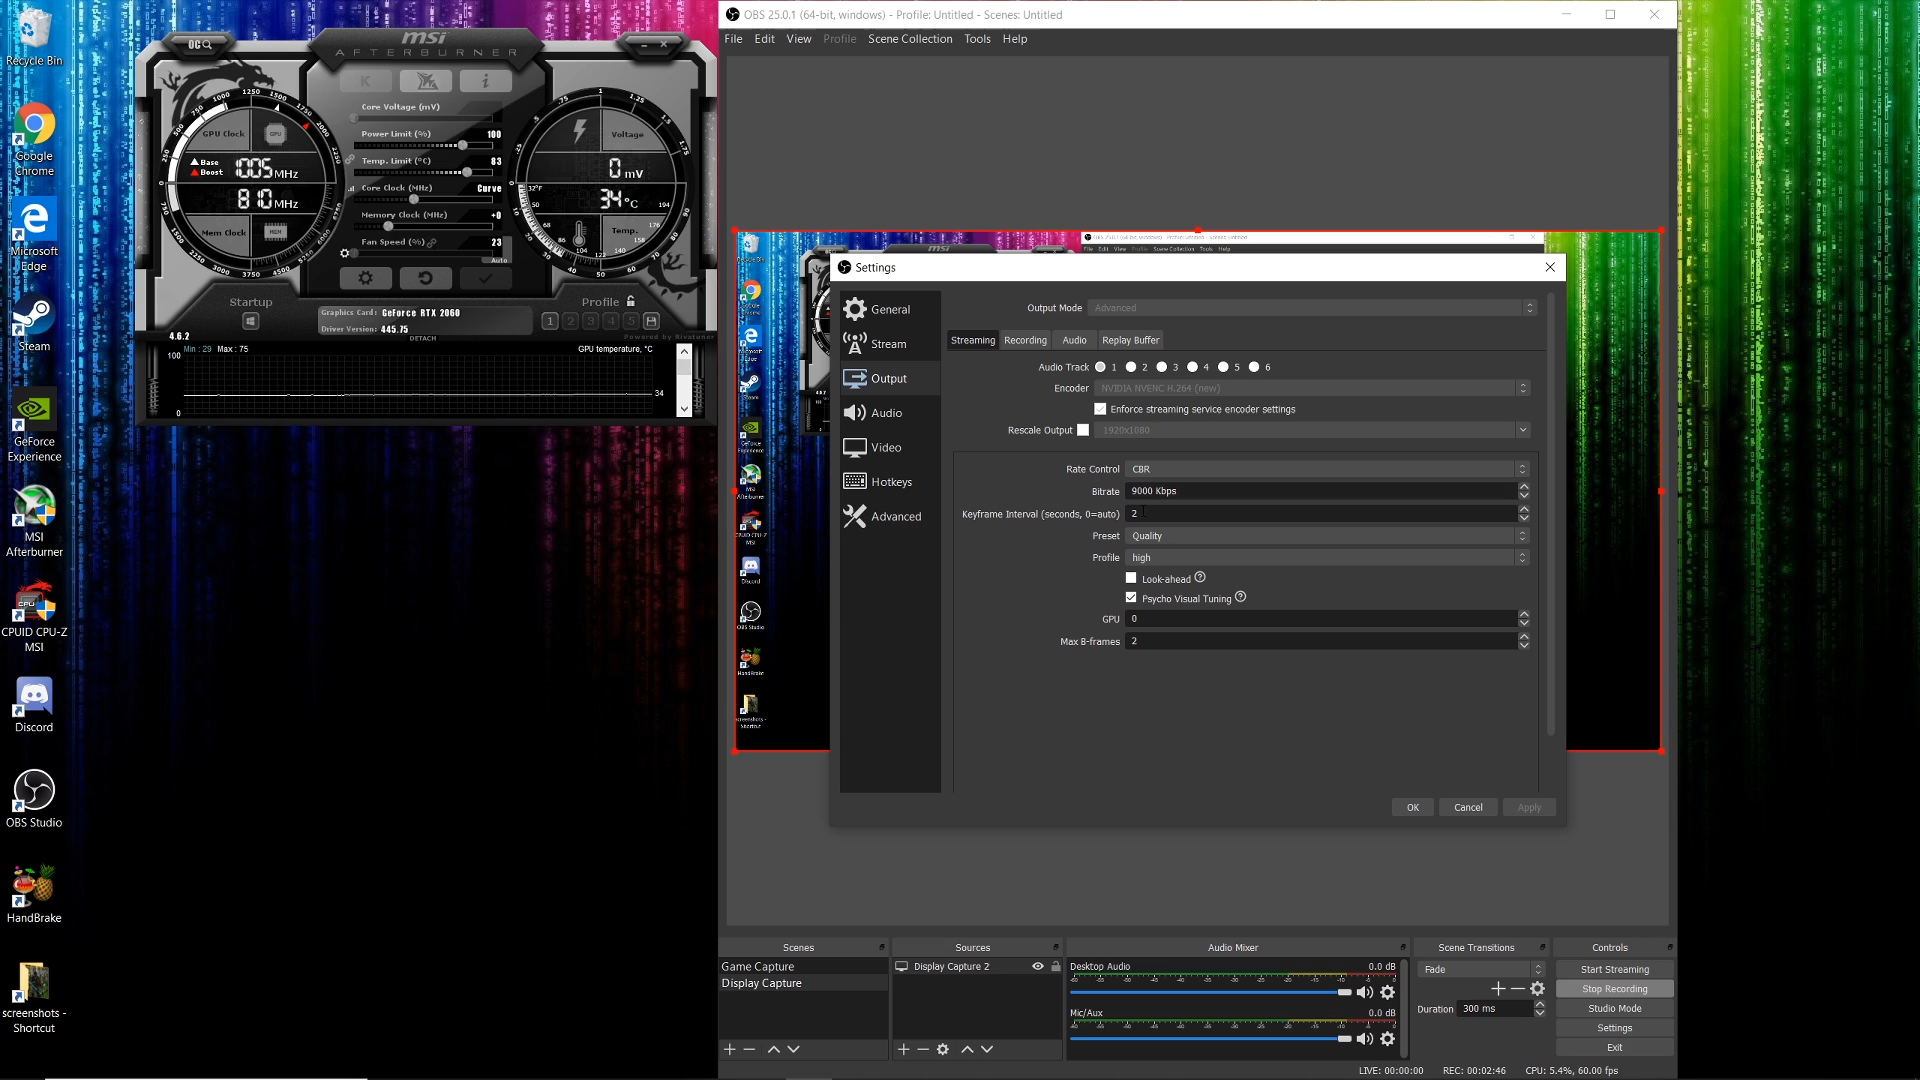 Recycle Bin
Google
Chrome
Microsoft
Edge
Steam
GeForce
Experience
MSI
Afterburner
CPUID CPU-Z
MSI
Discord
OBS Studio
HandBrake
screenshots -
Shortcut
OC
msi
AFTERBURNER
K
i
GPU Clock
GPU
Base
Boost
1005 MHz
810 MHz
Mem Clock
MEM
Core Voltage (mV)
Power Limit (%) 100
Temp. Limit (°C) 83
Core Clock (MHz) Curve
Memory Clock (MHz) +0
Fan Speed (%) 23
Auto
Voltage
0 mV
34 °C
Temp.
Startup
Profile
Graphics Card: GeForce RTX 2060
Driver Version: 445.75
1 2 3 4 5
4.6.2
DETACH
Powered by Rivatuner
Min : 29 Max : 75
GPU temperature, °C
100
34
0
OBS 25.0.1 (64-bit, windows) - Profile: Untitled - Scenes: Untitled
File Edit View Profile Scene Collection Tools Help
Settings
General
Stream
Output
Audio
Video
Hotkeys
Advanced
Output Mode Advanced
Streaming Recording Audio Replay Buffer
Audio Track 1 2 3 4 5 6
Encoder NVIDIA NVENC H.264 (new)
Enforce streaming service encoder settings
Rescale Output 1920x1080
Rate Control CBR
Bitrate 9000 Kbps
Keyframe Interval (seconds, 0=auto) 2
Preset Quality
Profile high
Look-ahead
Psycho Visual Tuning
GPU 0
Max B-frames 2
OK Cancel Apply
Scenes
Game Capture
Display Capture
Sources
Display Capture 2
Audio Mixer
Desktop Audio 0.0 dB
Mic/Aux 0.0 dB
Scene Transitions
Fade
Duration 300 ms
Controls
Start Streaming
Stop Recording
Studio Mode
Settings
Exit
LIVE: 00:00:00 REC: 00:02:46 CPU: 5.4%, 60.00 fps